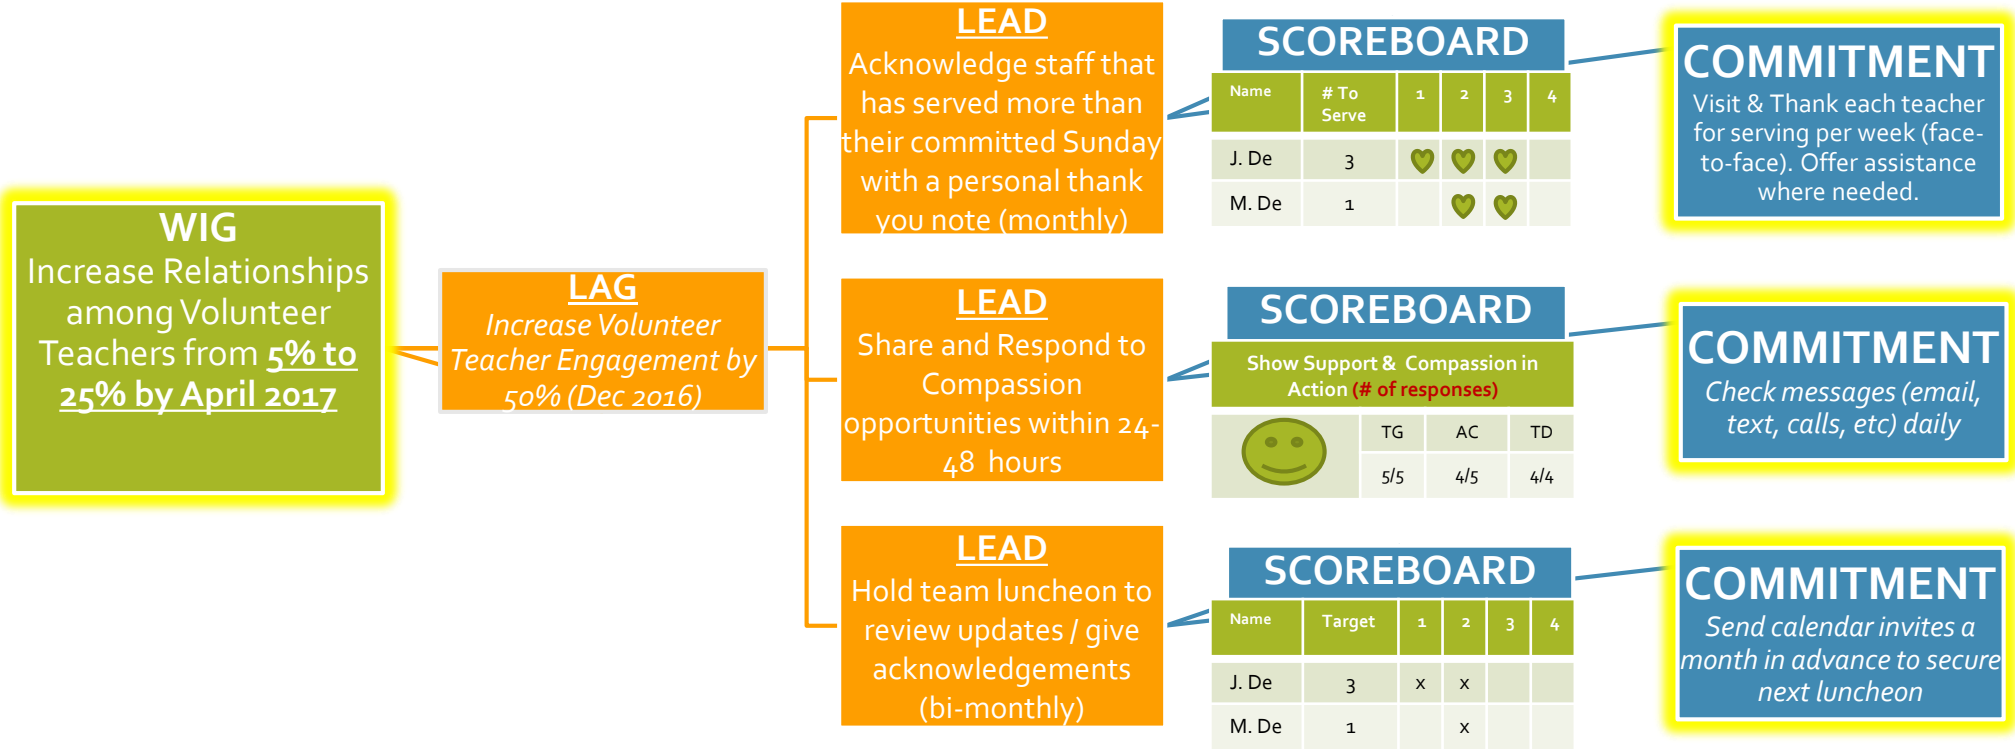 WIG
Increase Relationships
among Volunteer
Teachers from 5% to
25% by April 2017
LAG
Increase Volunteer
Teacher Engagement by
50% (Dec 2016)
LEAD
Acknowledge staff that
has served more than
their committed Sunday
with a personal thank
you note (monthly)
SCOREBOARD
Name # To Serve 1 2 3 4
J. De 3
M. De 1
COMMITMENT
Visit & Thank each teacher
for serving per week (face-
to-face). Offer assistance
where needed.
LEAD
Share and Respond to
Compassion
opportunities within 24-
48 hours
SCOREBOARD
Show Support & Compassion in
Action (# of responses)
TG AC TD
5/5 4/5 4/4
COMMITMENT
Check messages (email,
text, calls, etc) daily
LEAD
Hold team luncheon to
review updates / give
acknowledgements
(bi-monthly)
SCOREBOARD
Name Target 1 2 3 4
J. De 3 x x
M. De 1 x
COMMITMENT
Send calendar invites a
month in advance to secure
next luncheon